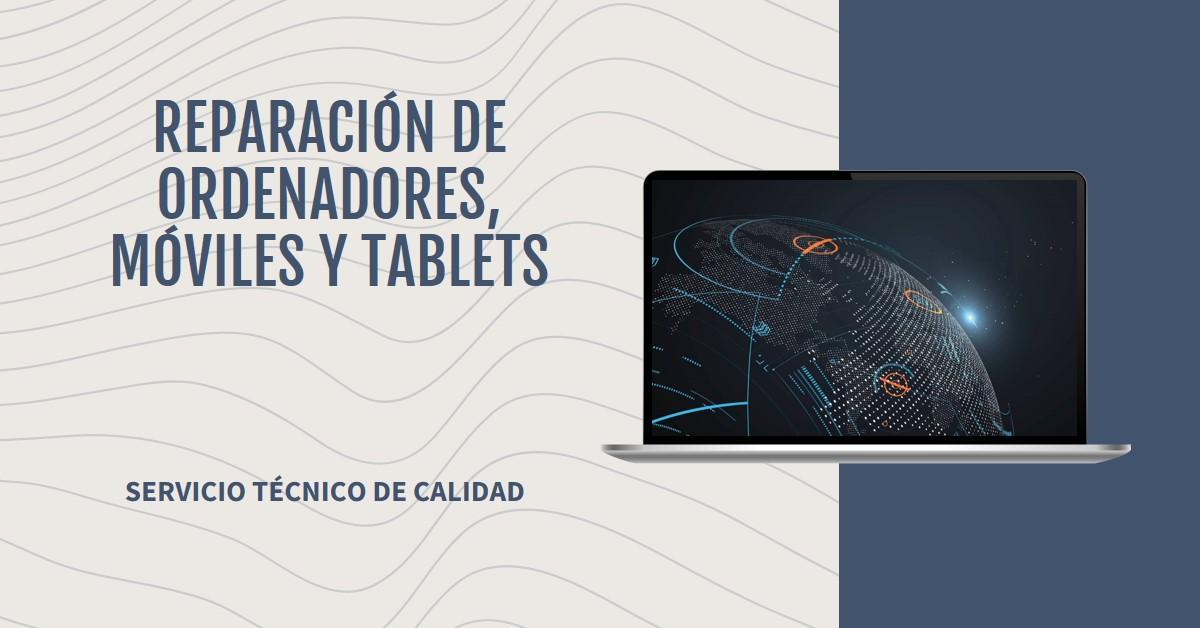 REPARACIÓN DE
ORDENADORES,
MÓVILES Y TABLETS
SERVICIO TÉCNICO DE CALIDAD